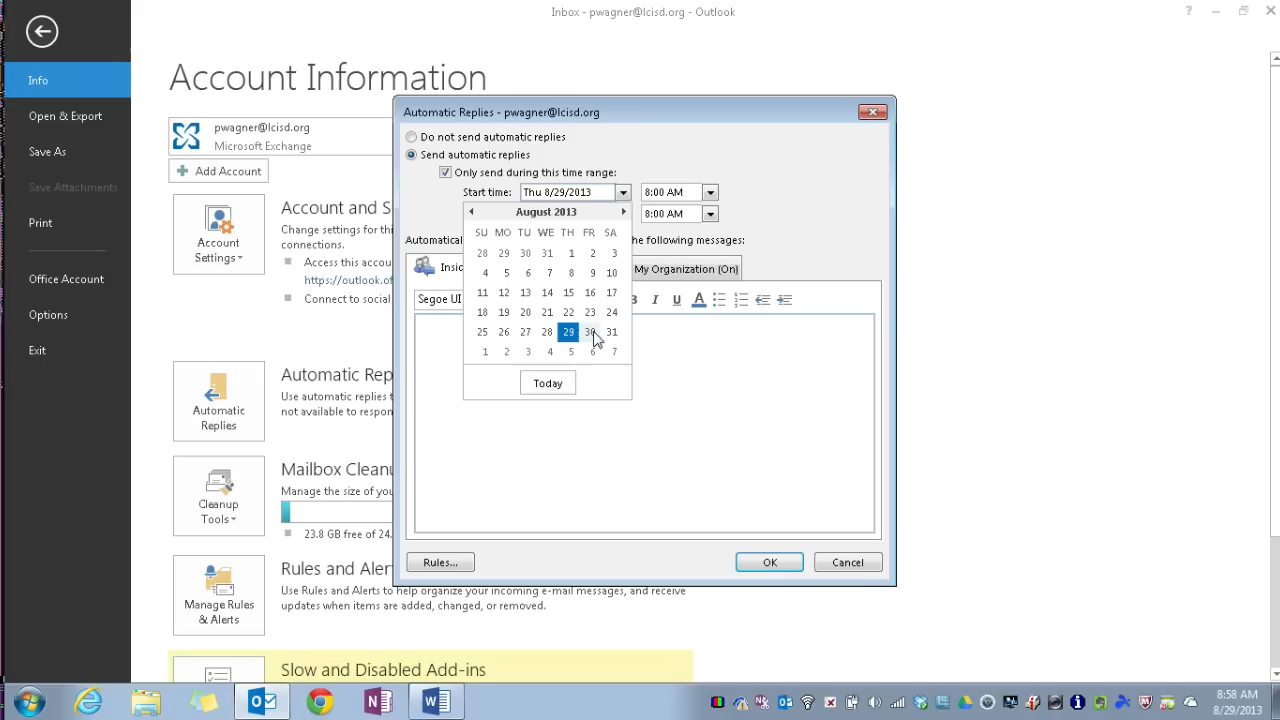 Inbox - pwagner@lcisd.org - Outlook
?
Info
Open & Export
Save As
Save Attachments
Print
Office Account
Options
Exit
Account Information
pwagner@lcisd.org
Microsoft Exchange
Add Account
Account
Settings
Account and S
Change settings for thi
connections.
Access this accou
https://outlook.of
Connect to social
Automatic
Replies
Automatic Rep
Use automatic replies t
not available to respon
Cleanup
Tools
Mailbox Cleanu
Manage the size of you
23.8 GB free of 24.
Manage Rules
& Alerts
Rules and Aler
Use Rules and Alerts to help organize your incoming e-mail messages, and receive
updates when items are added, changed, or removed.
Slow and Disabled Add-ins
Automatic Replies - pwagner@lcisd.org
Do not send automatic replies
Send automatic replies
Only send during this time range:
Start time: Thu 8/29/2013 8:00 AM
8:00 AM
August 2013
SU MO TU WE TH FR SA
28 29 30 31 1 2 3
4 5 6 7 8 9 10
11 12 13 14 15 16 17
18 19 20 21 22 23 24
25 26 27 28 29 30 31
1 2 3 4 5 6 7
Today
Automatical
he following messages:
Insi
My Organization (On)
Segoe UI
B I U A
Rules...
OK
Cancel
8:58 AM
8/29/2013